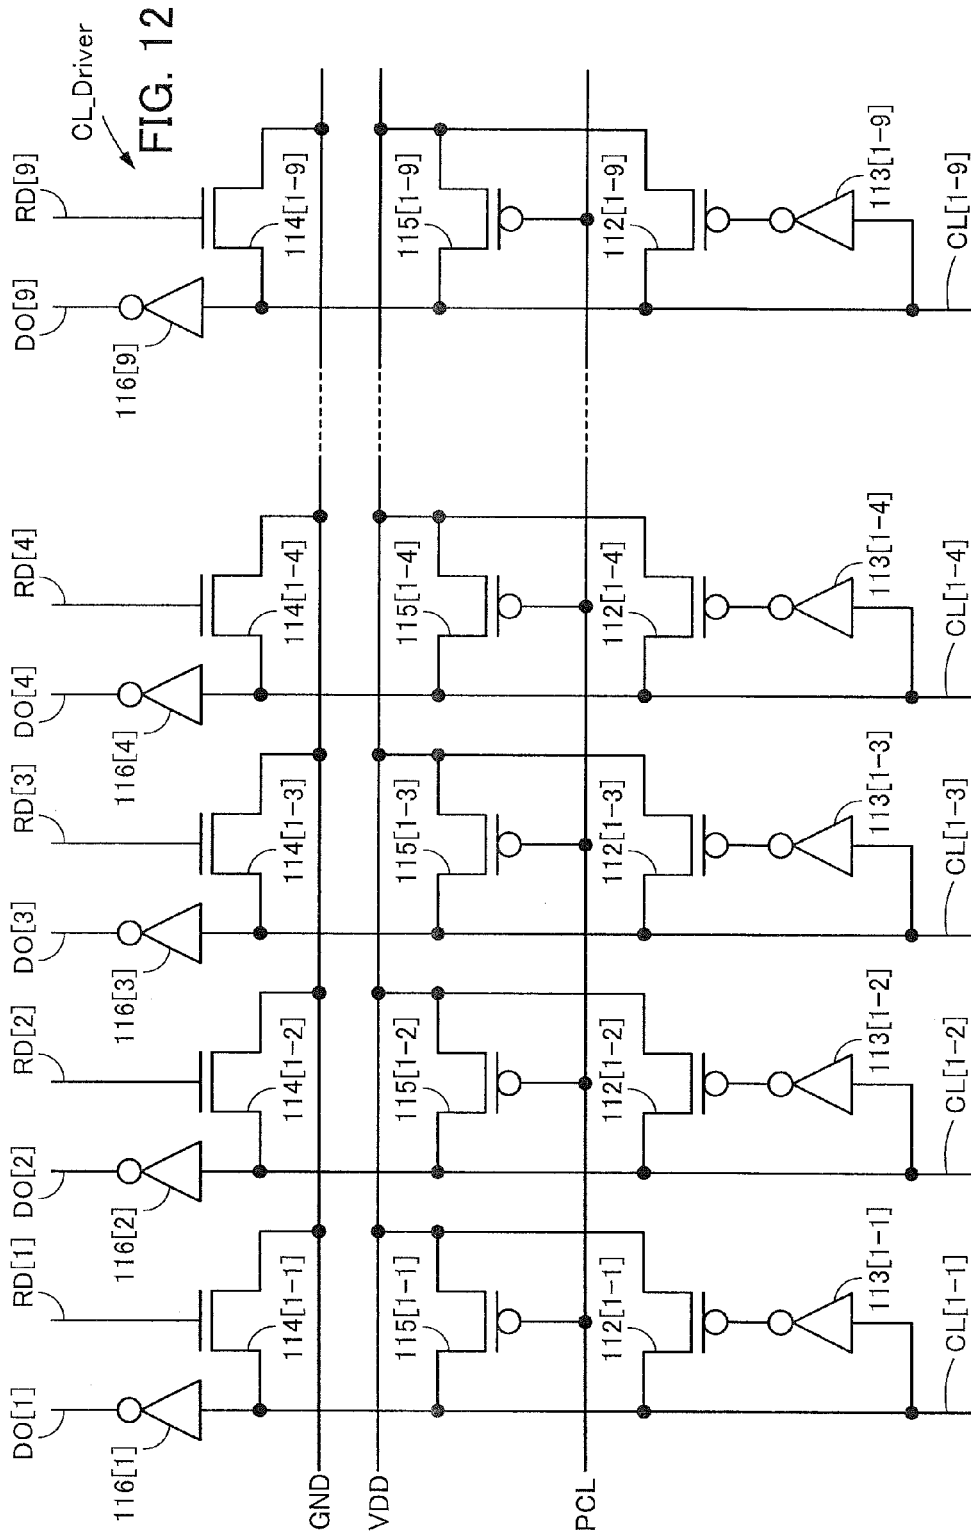 FIG. 12
CL_Driver
DO[1]
RD[1]
DO[2]
RD[2]
DO[3]
RD[3]
DO[4]
RD[4]
DO[9]
RD[9]
116[1]
116[2]
116[3]
116[4]
116[9]
114[1-1]
114[1-2]
114[1-3]
114[1-4]
114[1-9]
GND
VDD
115[1-1]
115[1-2]
115[1-3]
115[1-4]
115[1-9]
PCL
112[1-1]
112[1-2]
112[1-3]
112[1-4]
112[1-9]
113[1-1]
113[1-2]
113[1-3]
113[1-4]
113[1-9]
CL[1-1]
CL[1-2]
CL[1-3]
CL[1-4]
CL[1-9]